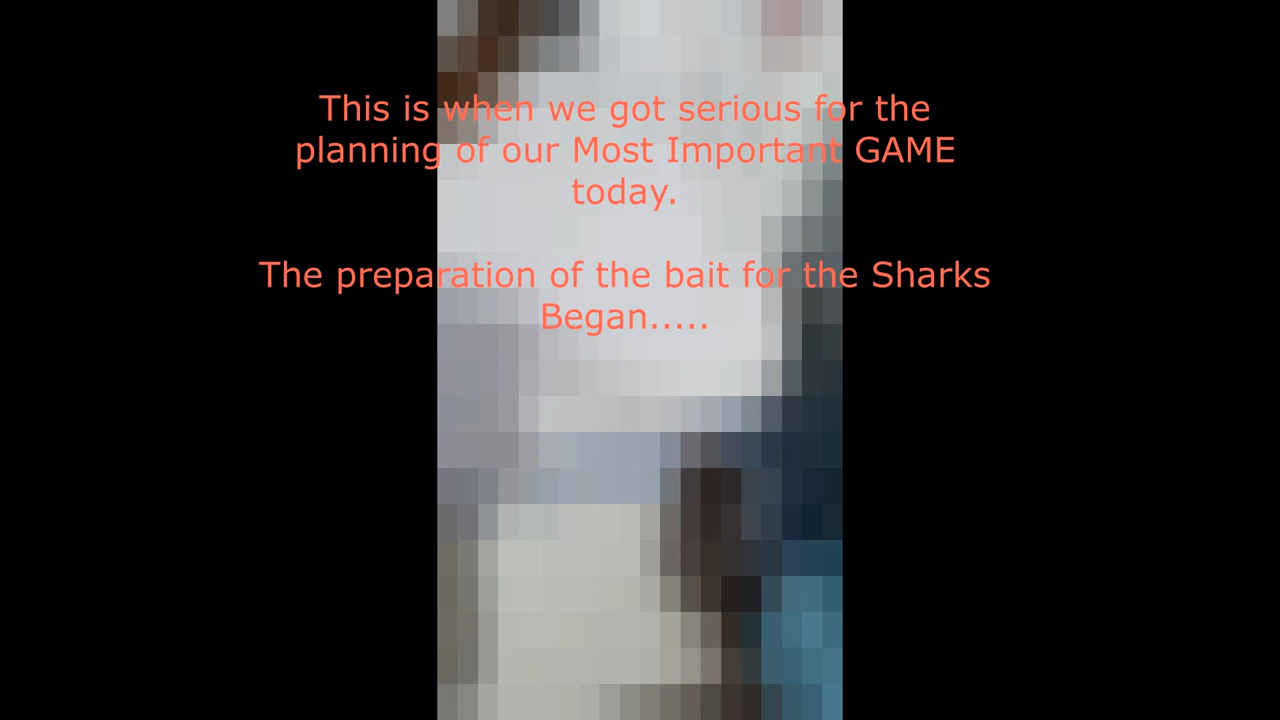 This is when we got serious for the
planning of our Most Important GAME
today.
The preparation of the bait for the Sharks
Began.....